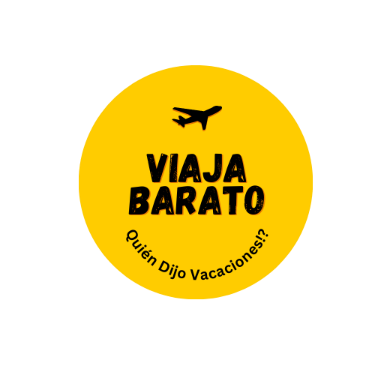 VIAJA
BARATO
Quién Dijo Vacaciones!?